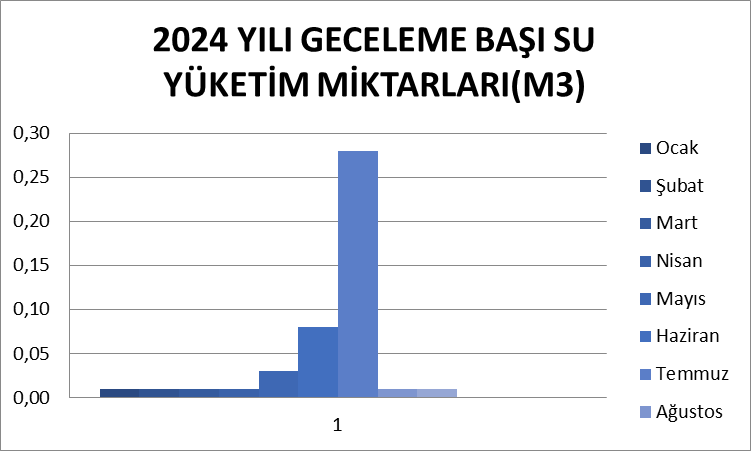 2024 YILI GECELEME BAŞI SU
YÜKETİM MİKTARLARI(M3)
0,30
0,25
0,20
0,15
0,10
0,05
0,00
1
Ocak
Şubat
Mart
Nisan
Mayıs
Haziran
Temmuz
Ağustos